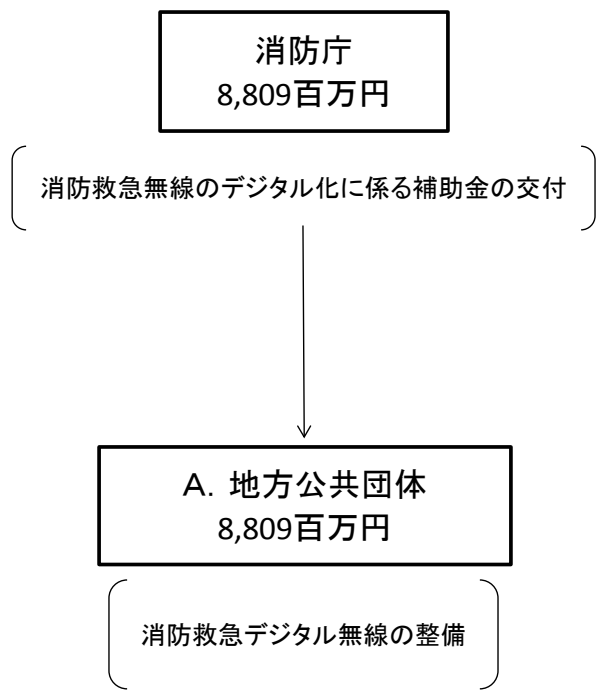 消防庁
8,809百万円
消防救急無線のデジタル化に係る補助金の交付
A．地方公共団体
8,809百万円
消防救急デジタル無線の整備